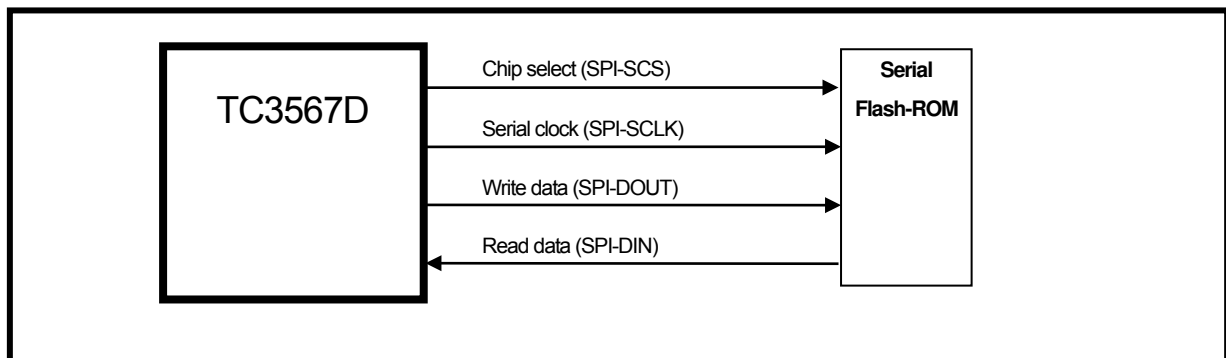 TC3567D
Chip select (SPI-SCS)
Serial clock (SPI-SCLK)
Write data (SPI-DOUT)
Read data (SPI-DIN)
Serial
Flash-ROM